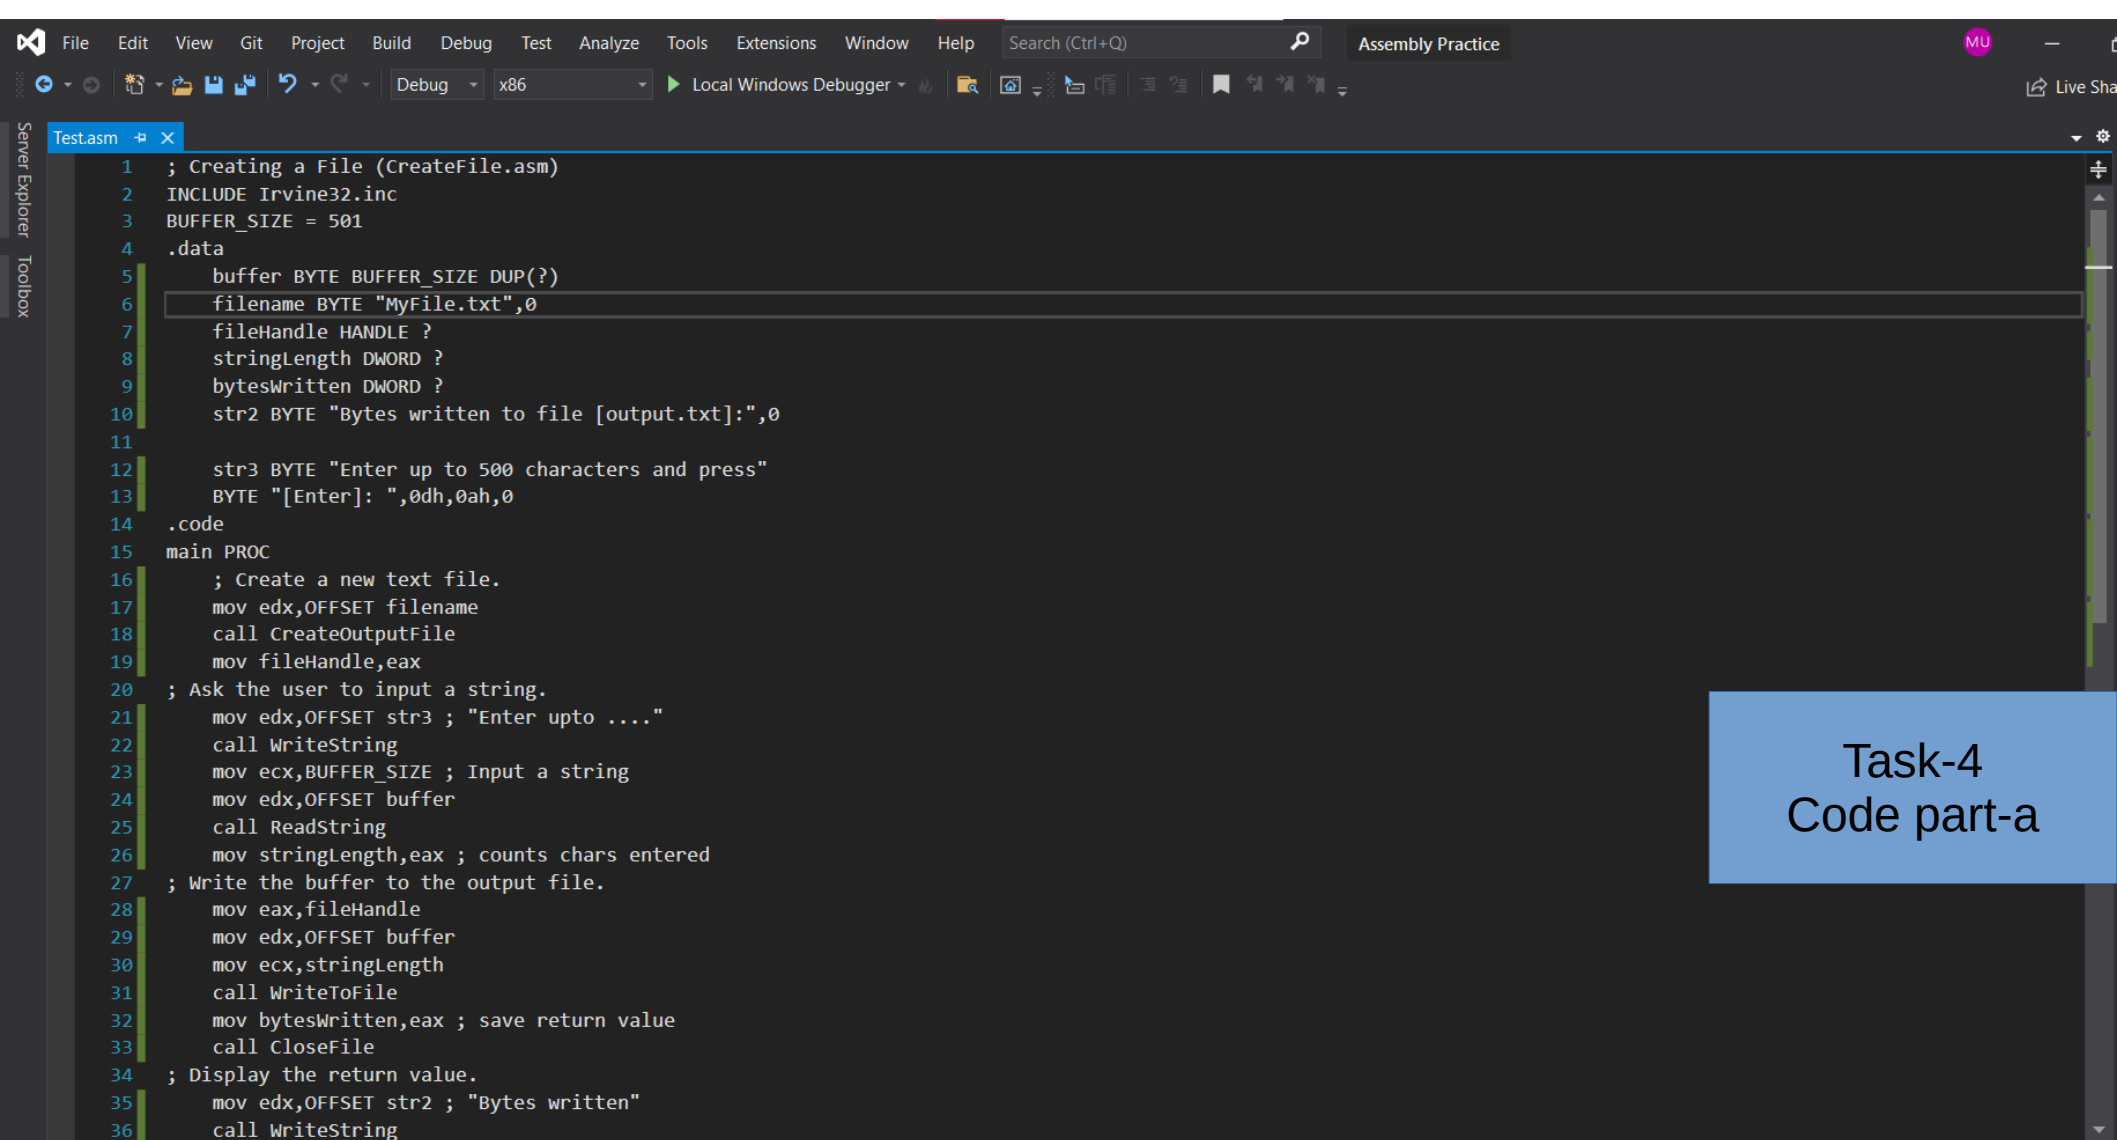 File Edit View Git Project Build Debug Test Analyze Tools Extensions Window Help Search (Ctrl+Q) Assembly Practice MU
Debug x86 Local Windows Debugger Live Sha
Server Explorer
Toolbox
Test.asm
1 ; Creating a File (CreateFile.asm)
2 INCLUDE Irvine32.inc
3 BUFFER_SIZE = 501
4 .data
5 buffer BYTE BUFFER_SIZE DUP(?)
6 filename BYTE "MyFile.txt",0
7 fileHandle HANDLE ?
8 stringLength DWORD ?
9 bytesWritten DWORD ?
10 str2 BYTE "Bytes written to file [output.txt]:",0
11
12 str3 BYTE "Enter up to 500 characters and press"
13 BYTE "[Enter]: ",0dh,0ah,0
14 .code
15 main PROC
16 ; Create a new text file.
17 mov edx,OFFSET filename
18 call CreateOutputFile
19 mov fileHandle,eax
20 ; Ask the user to input a string.
21 mov edx,OFFSET str3 ; "Enter upto ...."
22 call WriteString
23 mov ecx,BUFFER_SIZE ; Input a string
24 mov edx,OFFSET buffer
25 call ReadString
26 mov stringLength,eax ; counts chars entered
27 ; Write the buffer to the output file.
28 mov eax,fileHandle
29 mov edx,OFFSET buffer
30 mov ecx,stringLength
31 call WriteToFile
32 mov bytesWritten,eax ; save return value
33 call CloseFile
34 ; Display the return value.
35 mov edx,OFFSET str2 ; "Bytes written"
36 call WriteString
Task-4
Code part-a